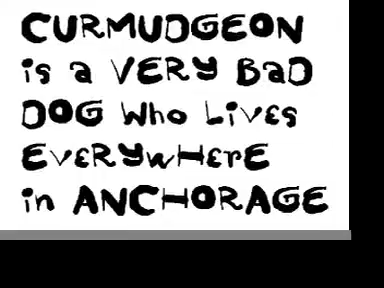 CURMUDGEON
is a VERY BaD
DOG Who Lives
EvERYwHErE
in ANCHORAGE